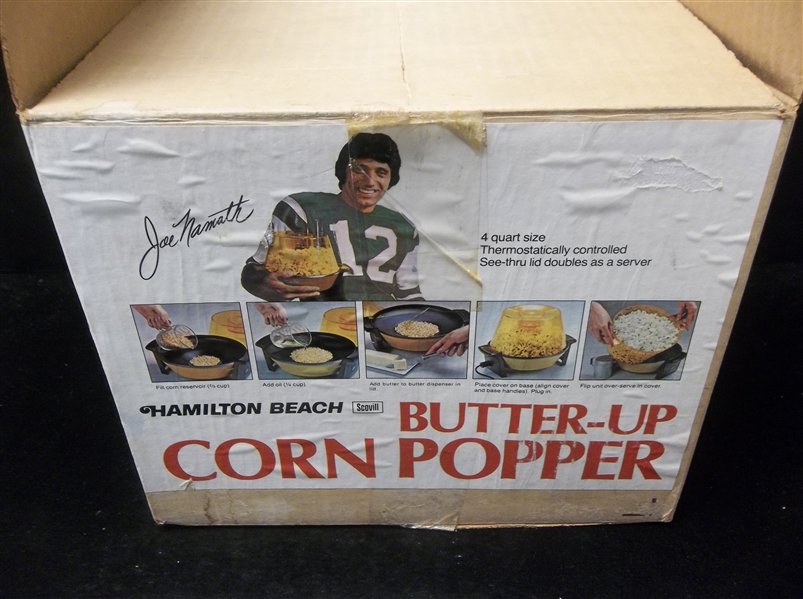 Joe Namath
12
4 quart size
Thermostatically controlled
See-thru lid doubles as a server
Fill corn reservoir (⅔ cup)
Add oil (¼ cup)
Add butter to butter dispenser in lid.
Place cover on base (align cover
and base handles). Plug in.
Flip unit over-serve in cover.
HAMILTON BEACH Scovill
BUTTER-UP
CORN POPPER